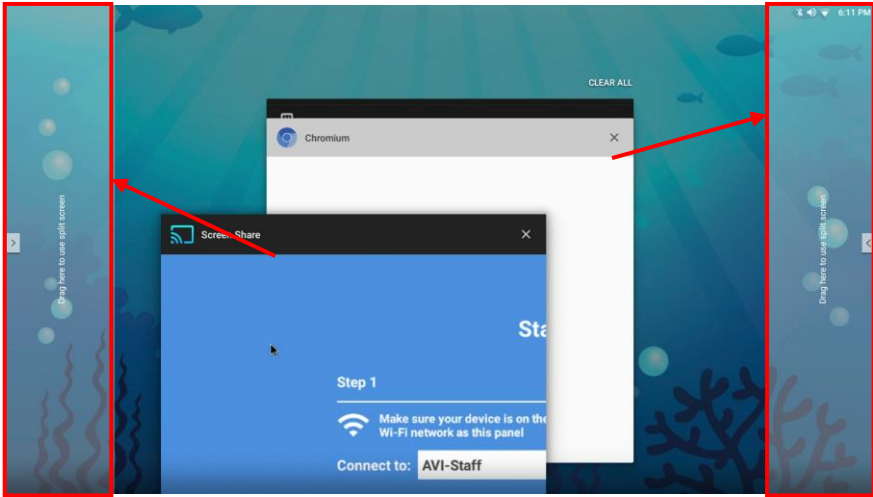 6:11 PM
CLEAR ALL
Chromium
Screen Share
Drag here to use split screen
Drag here to use split screen
Sta
Step 1
Make sure your device is on the
Wi-Fi network as this panel
Connect to: AVI-Staff